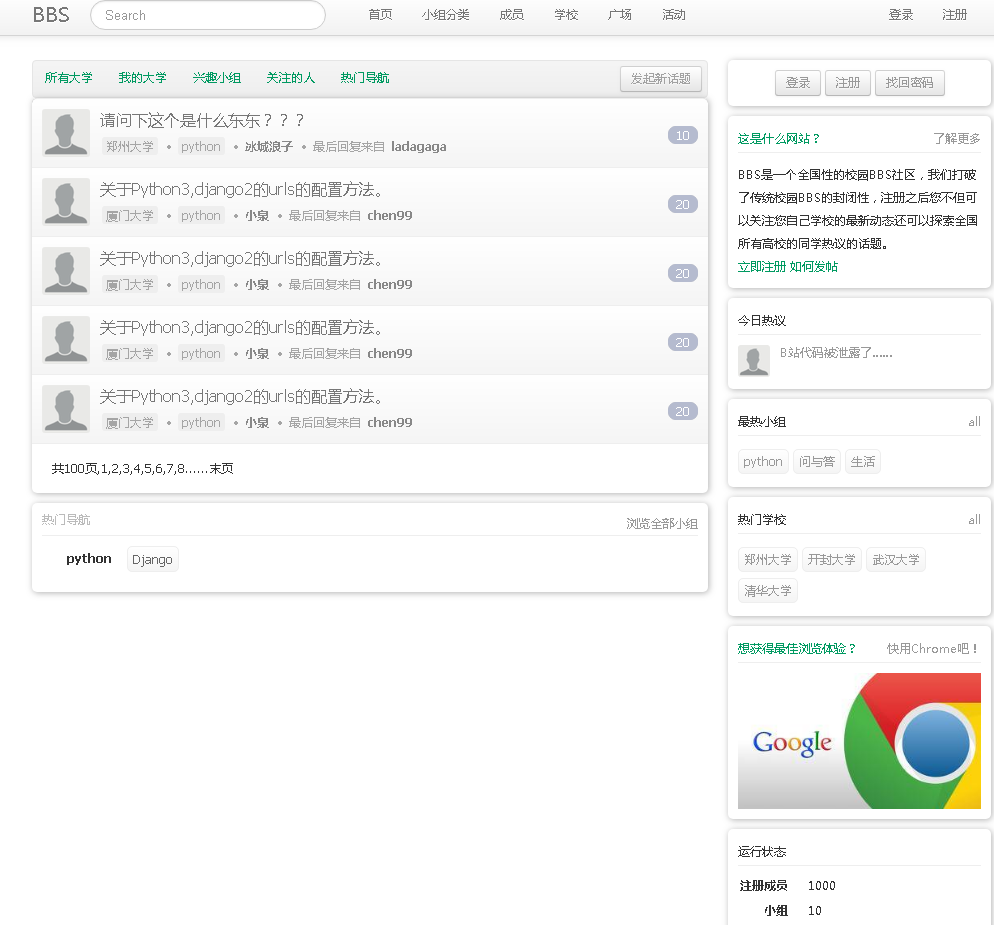 BBS Search 首页 小组分类 成员 学校 广场 活动 登录 注册
所有大学 我的大学 兴趣小组 关注的人 热门导航 发起新话题
请问下这个是什么东东？？？
郑州大学 • python • 冰城浪子 • 最后回复来自 ladagaga
10
关于Python3,django2的urls的配置方法。
厦门大学 • python • 小泉 • 最后回复来自 chen99
20
关于Python3,django2的urls的配置方法。
厦门大学 • python • 小泉 • 最后回复来自 chen99
20
关于Python3,django2的urls的配置方法。
厦门大学 • python • 小泉 • 最后回复来自 chen99
20
关于Python3,django2的urls的配置方法。
厦门大学 • python • 小泉 • 最后回复来自 chen99
20
共100页,1,2,3,4,5,6,7,8......末页
热门导航 浏览全部小组
python Django
登录 注册 找回密码
这是什么网站？ 了解更多
BBS是一个全国性的校园BBS社区，我们打破
了传统校园BBS的封闭性，注册之后您不但可
以关注您自己学校的最新动态还可以探索全国
所有高校的同学热议的话题。
立即注册 如何发帖
今日热议
B站代码被泄露了......
最热小组 all
python 问与答 生活
热门学校 all
郑州大学 开封大学 武汉大学
清华大学
想获得最佳浏览体验？ 快用Chrome吧！
Google
运行状态
注册成员 1000
小组 10